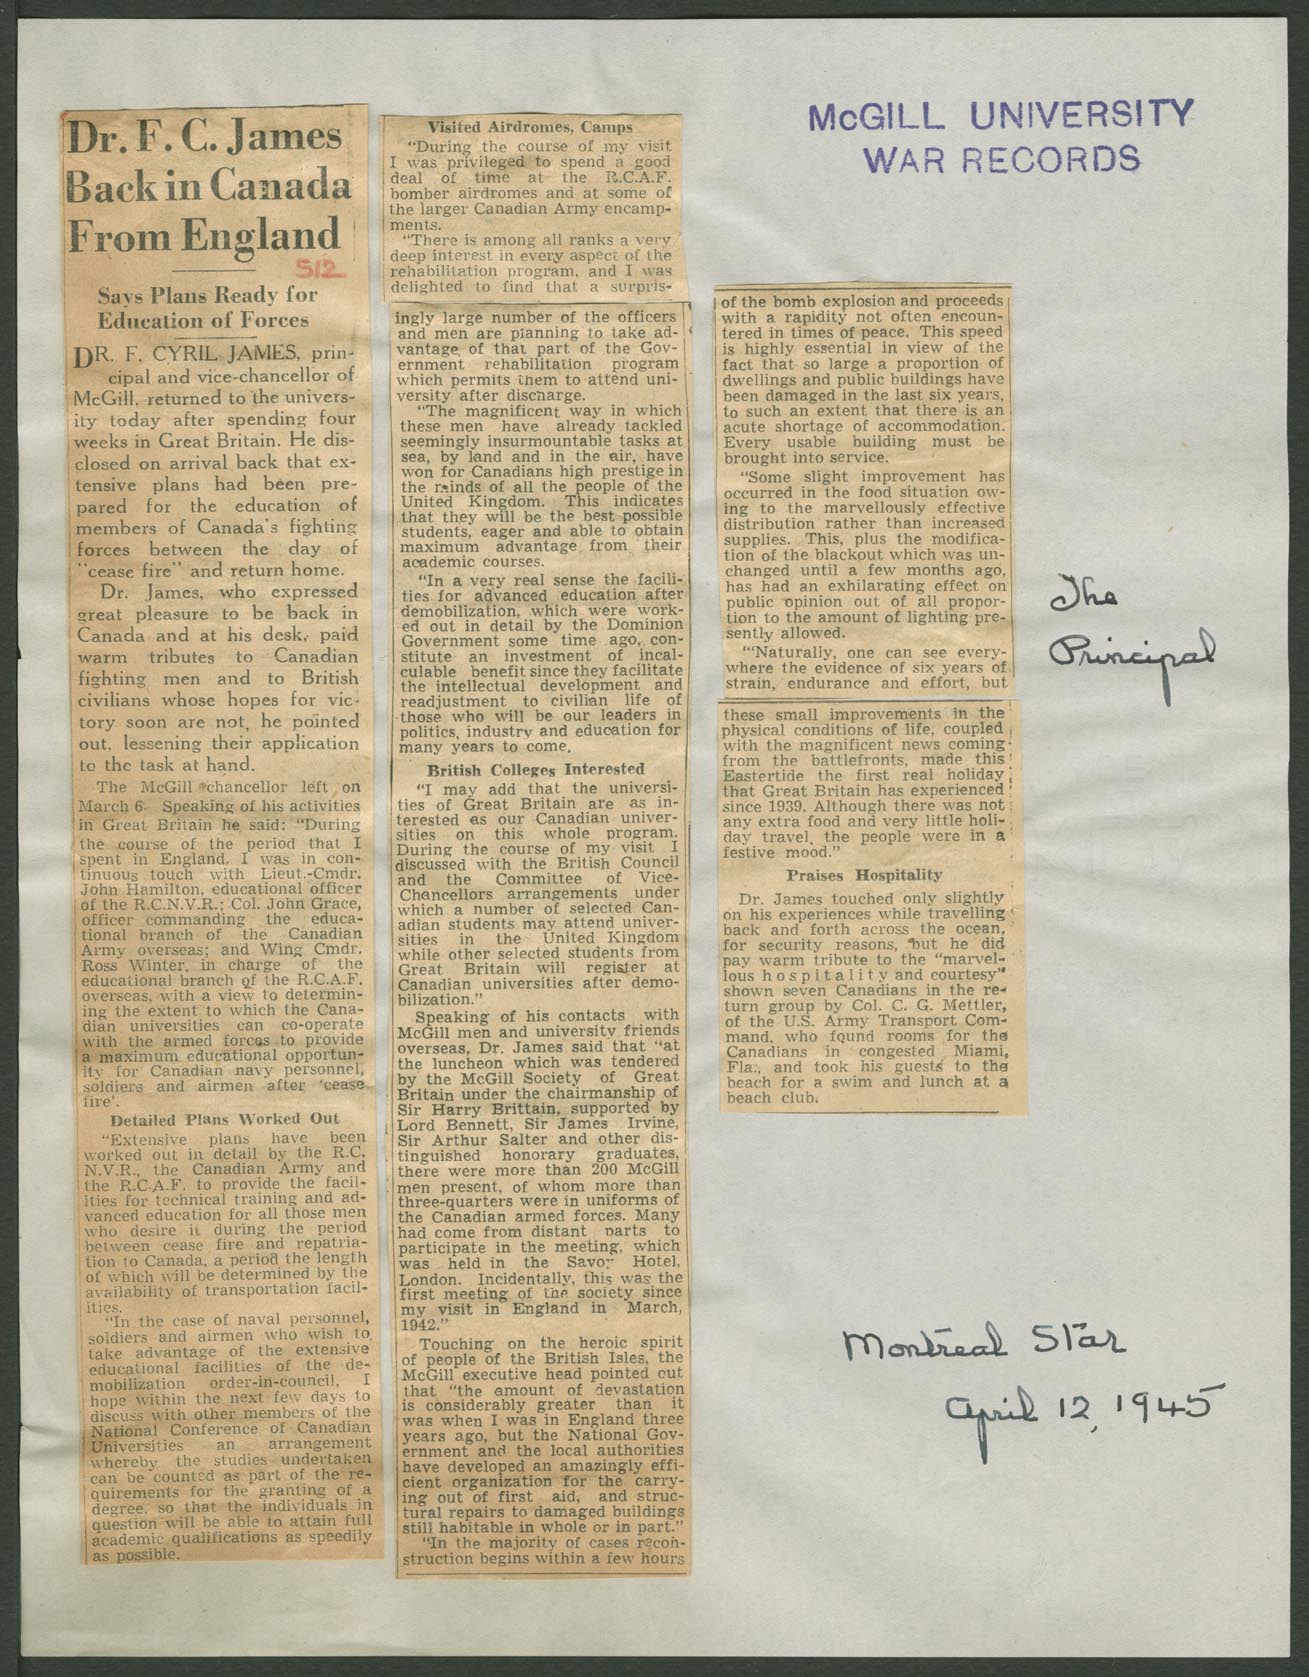 McGILL UNIVERSITY
WAR RECORDS
Dr. F. C. James
Back in Canada
From England
512
Says Plans Ready for
Education of Forces
DR. F. CYRIL JAMES, prin-
cipal and vice-chancellor of
McGill, returned to the univers-
ity today after spending four
weeks in Great Britain. He dis-
closed on arrival back that ex-
tensive plans had been pre-
pared for the education of
members of Canada's fighting
forces between the day of
"cease fire" and return home.
Dr. James, who expressed
great pleasure to be back in
Canada and at his desk, paid
warm tributes to Canadian
fighting men and to British
civilians whose hopes for vic-
tory soon are not, he pointed
out, lessening their application
to the task at hand.
The McGill chancellor left on
March 6. Speaking of his activities
in Great Britain he said: "During
the course of the period that I
spent in England, I was in con-
tinuous touch with Lieut.-Cmdr.
John Hamilton, educational officer
of the R.C.N.V.R.; Col. John Grace,
officer commanding the educa-
tional branch of the Canadian
Army overseas; and Wing Cmdr.
Ross Winter, in charge of the
educational branch of the R.C.A.F.
overseas, with a view to determin-
ing the extent to which the Cana-
dian universities can co-operate
with the armed forces to provide
a maximum educational opportun-
ity for Canadian navy personnel,
soldiers and airmen after 'cease
fire'.
Detailed Plans Worked Out
"Extensive plans have been
worked out in detail by the R.C.
N.V.R., the Canadian Army and
the R.C.A.F. to provide the facil-
ities for technical training and ad-
vanced education for all those men
who desire it during the period
between cease fire and repatria-
tion to Canada, a period the length
of which will be determined by the
availability of transportation facil-
ities.
"In the case of naval personnel,
soldiers and airmen who wish to
take advantage of the extensive
educational facilities of the de-
mobilization order-in-council, I
hope within the next few days to
discuss with other members of the
National Conference of Canadian
Universities an arrangement
whereby the studies undertaken
can be counted as part of the re-
quirements for the granting of a
degree, so that the individuals in
question will be able to attain full
academic qualifications as speedily
as possible.
Visited Airdromes, Camps
"During the course of my visit
I was privileged to spend a good
deal of time at the R.C.A.F.
bomber airdromes and at some of
the larger Canadian Army encamp-
ments.
"There is among all ranks a very
deep interest in every aspect of the
rehabilitation program, and I was
delighted to find that a surpris-
ingly large number of the officers
and men are planning to take ad-
vantage of that part of the Gov-
ernment rehabilitation program
which permits them to attend uni-
versity after discharge.
"The magnificent way in which
these men have already tackled
seemingly insurmountable tasks at
sea, by land and in the air, have
won for Canadians high prestige in
the minds of all the people of the
United Kingdom. This indicates
that they will be the best possible
students, eager and able to obtain
maximum advantage from their
academic courses.
"In a very real sense the facili-
ties for advanced education after
demobilization, which were work-
ed out in detail by the Dominion
Government some time ago, con-
stitute an investment of incal-
culable benefit since they facilitate
the intellectual development and
readjustment to civilian life of
those who will be our leaders in
politics, industry and education for
many years to come.
British Colleges Interested
"I may add that the universi-
ties of Great Britain are as in-
terested as our Canadian univer-
sities on this whole program.
During the course of my visit I
discussed with the British Council
and the Committee of Vice-
Chancellors arrangements under
which a number of selected Can-
adian students may attend univer-
sities in the United Kingdom
while other selected students from
Great Britain will register at
Canadian universities after demo-
bilization."
Speaking of his contacts with
McGill men and university friends
overseas, Dr. James said that "at
the luncheon which was tendered
by the McGill Society of Great
Britain under the chairmanship of
Sir Harry Brittain, supported by
Lord Bennett, Sir James Irvine,
Sir Arthur Salter and other dis-
tinguished honorary graduates,
there were more than 200 McGill
men present, of whom more than
three-quarters were in uniforms of
the Canadian armed forces. Many
had come from distant parts to
participate in the meeting, which
was held in the Savoy Hotel,
London. Incidentally, this was the
first meeting of the society since
my visit in England in March,
1942."
Touching on the heroic spirit
of people of the British Isles, the
McGill executive head pointed out
that "the amount of devastation
is considerably greater than it
was when I was in England three
years ago, but the National Gov-
ernment and the local authorities
have developed an amazingly effi-
cient organization for the carry-
ing out of first aid, and struc-
tural repairs to damaged buildings
still habitable in whole or in part."
"In the majority of cases recon-
struction begins within a few hours
of the bomb explosion and proceeds
with a rapidity not often encoun-
tered in times of peace. This speed
is highly essential in view of the
fact that so large a proportion of
dwellings and public buildings have
been damaged in the last six years,
to such an extent that there is an
acute shortage of accommodation.
Every usable building must be
brought into service.
"Some slight improvement has
occurred in the food situation ow-
ing to the marvellously effective
distribution rather than increased
supplies. This, plus the modifica-
tion of the blackout which was un-
changed until a few months ago,
has had an exhilarating effect on
public opinion out of all propor-
tion to the amount of lighting pre-
sently allowed.
"'Naturally, one can see every-
where the evidence of six years of
strain, endurance and effort, but
these small improvements in the
physical conditions of life, coupled
with the magnificent news coming
from the battlefronts, made this
Eastertide the first real holiday
that Great Britain has experienced
since 1939. Although there was not
any extra food and very little holi-
day travel, the people were in a
festive mood."
Praises Hospitality
Dr. James touched only slightly
on his experiences while travelling
back and forth across the ocean,
for security reasons, but he did
pay warm tribute to the "marvel-
lous hospitality and courtesy"
shown seven Canadians in the re-
turn group by Col. C. G. Mettler,
of the U.S. Army Transport Com-
mand, who found rooms for the
Canadians in congested Miami,
Fla., and took his guests to the
beach for a swim and lunch at a
beach club.
The
Principal
Montreal Star
April 12, 1945